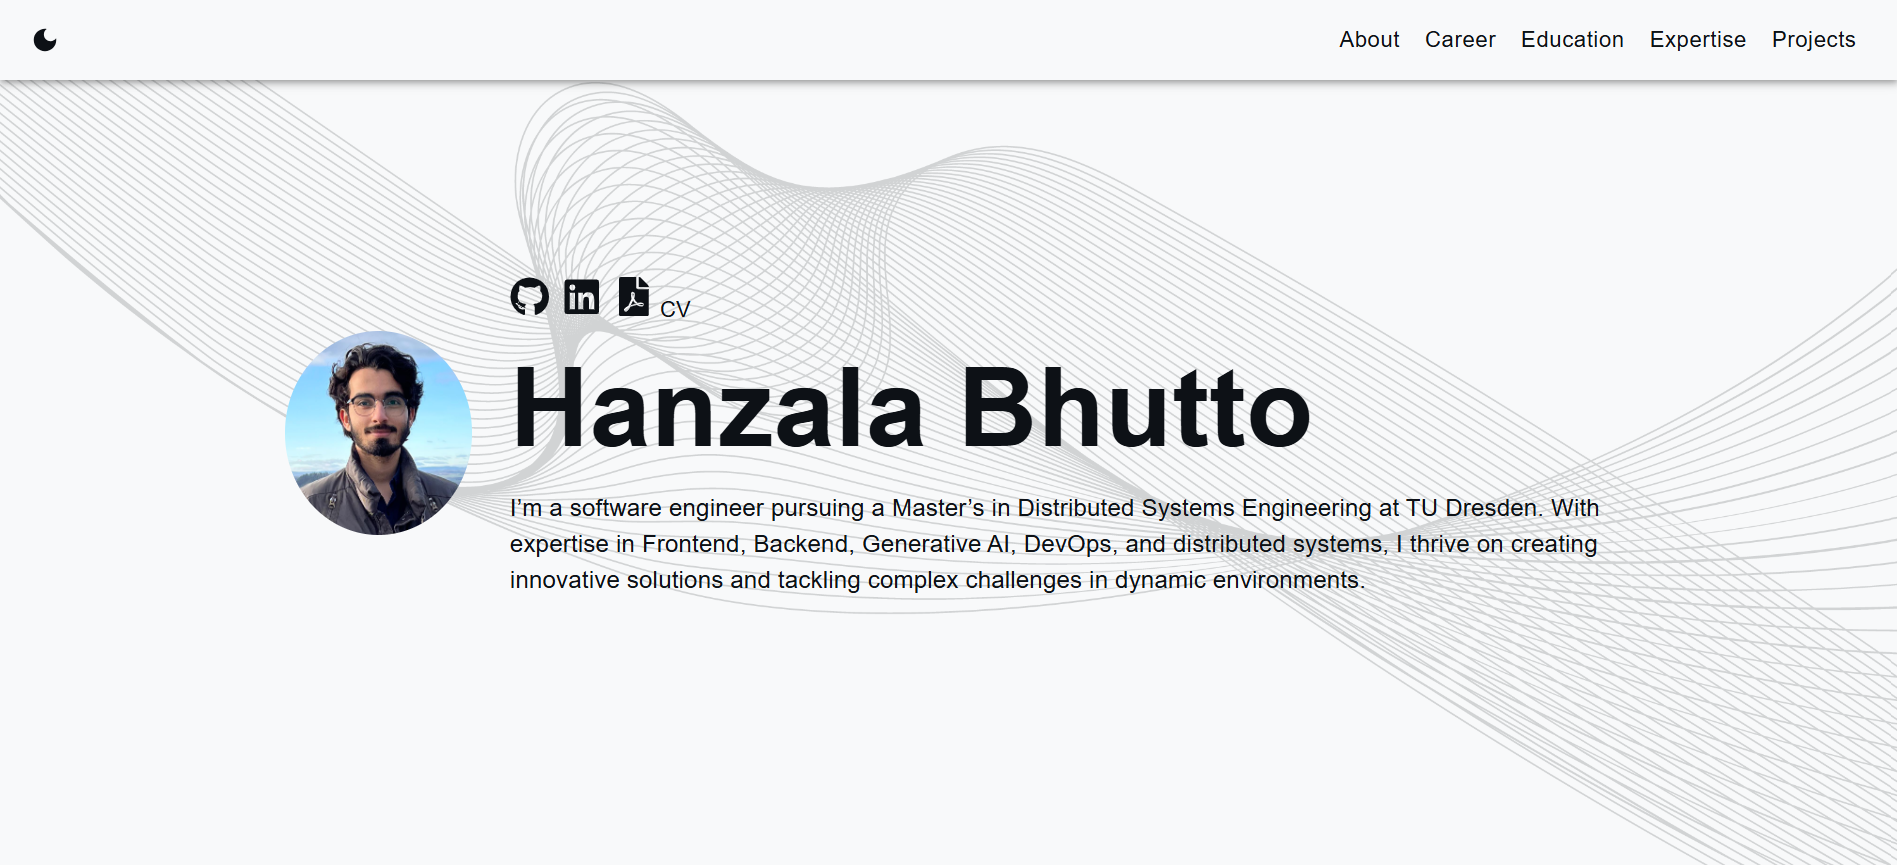 About Career Education Expertise Projects
CV
Hanzala Bhutto
I’m a software engineer pursuing a Master’s in Distributed Systems Engineering at TU Dresden. With
expertise in Frontend, Backend, Generative AI, DevOps, and distributed systems, I thrive on creating
innovative solutions and tackling complex challenges in dynamic environments.